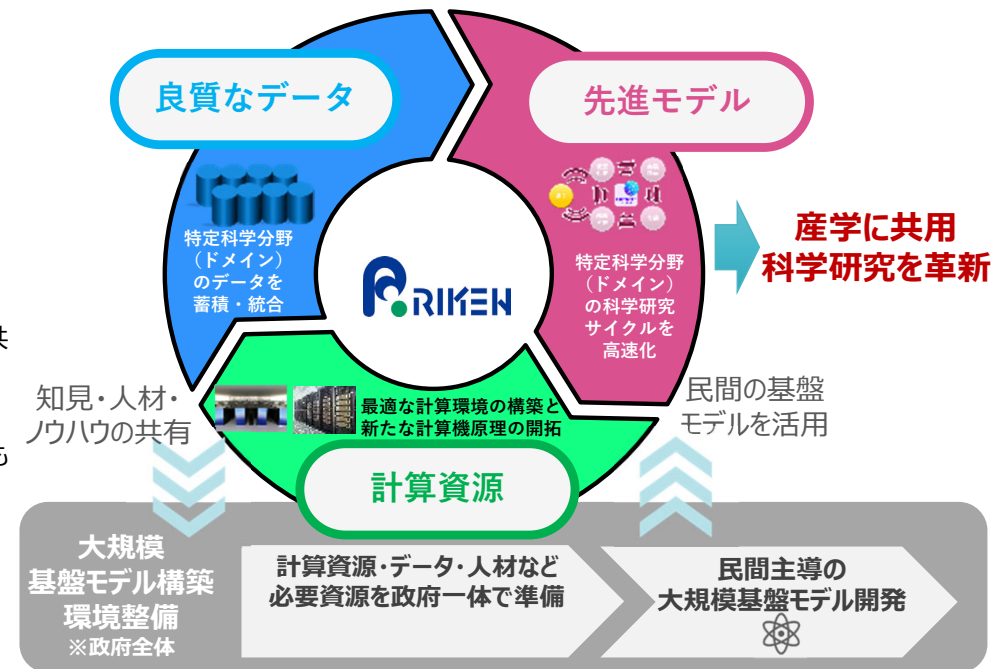 良質なデータ
先進モデル
特定科学分野
（ドメイン）
のデータを
蓄積・統合
RIKEN
特定科学分野
（ドメイン）
の科学研究
サイクルを
高速化
産学に共用
科学研究を革新
共
知見・人材・
ノウハウの共有
も
最適な計算環境の構築と
新たな計算機原理の開拓
民間の基盤
モデルを活用
計算資源
大規模
基盤モデル構築
環境整備
※政府全体
計算資源・データ・人材など
必要資源を政府一体で準備
民間主導の
大規模基盤モデル開発